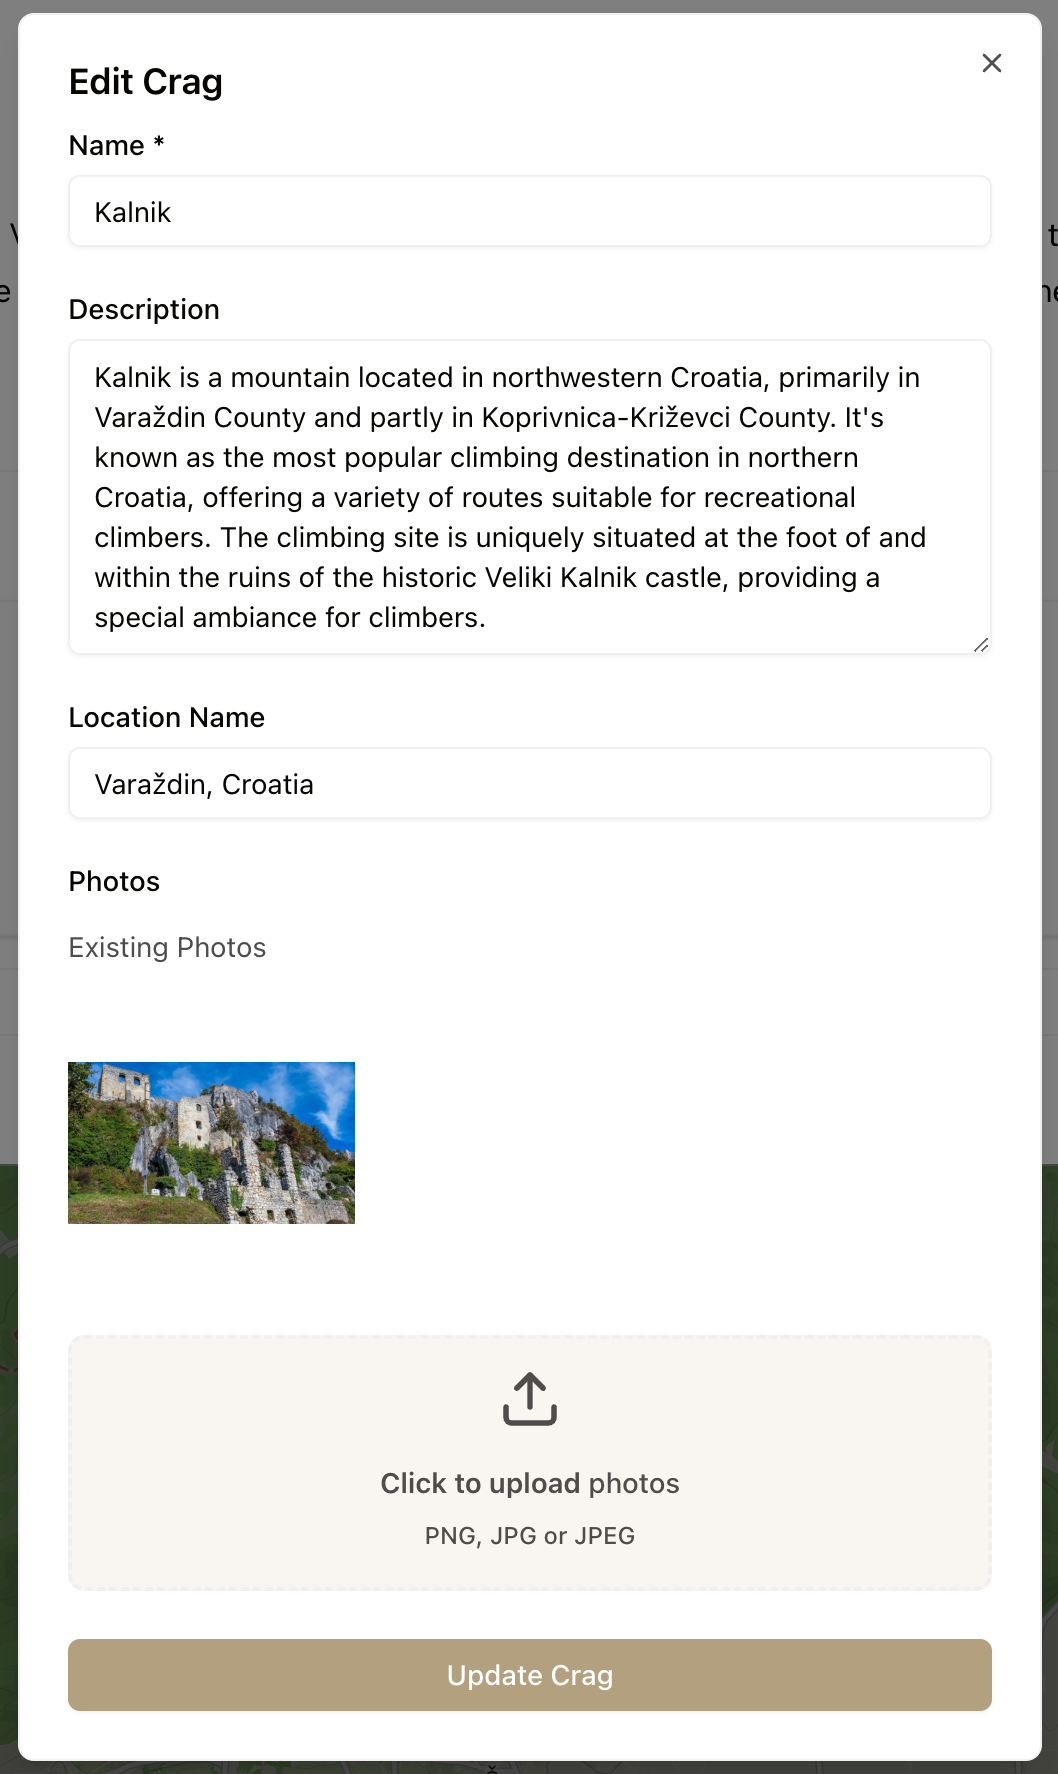 Edit Crag
Name *
Kalnik
Description
Kalnik is a mountain located in northwestern Croatia, primarily in
Varaždin County and partly in Koprivnica-Križevci County. It's
known as the most popular climbing destination in northern
Croatia, offering a variety of routes suitable for recreational
climbers. The climbing site is uniquely situated at the foot of and
within the ruins of the historic Veliki Kalnik castle, providing a
special ambiance for climbers.
Location Name
Varaždin, Croatia
Photos
Existing Photos
Click to upload photos
PNG, JPG or JPEG
Update Crag